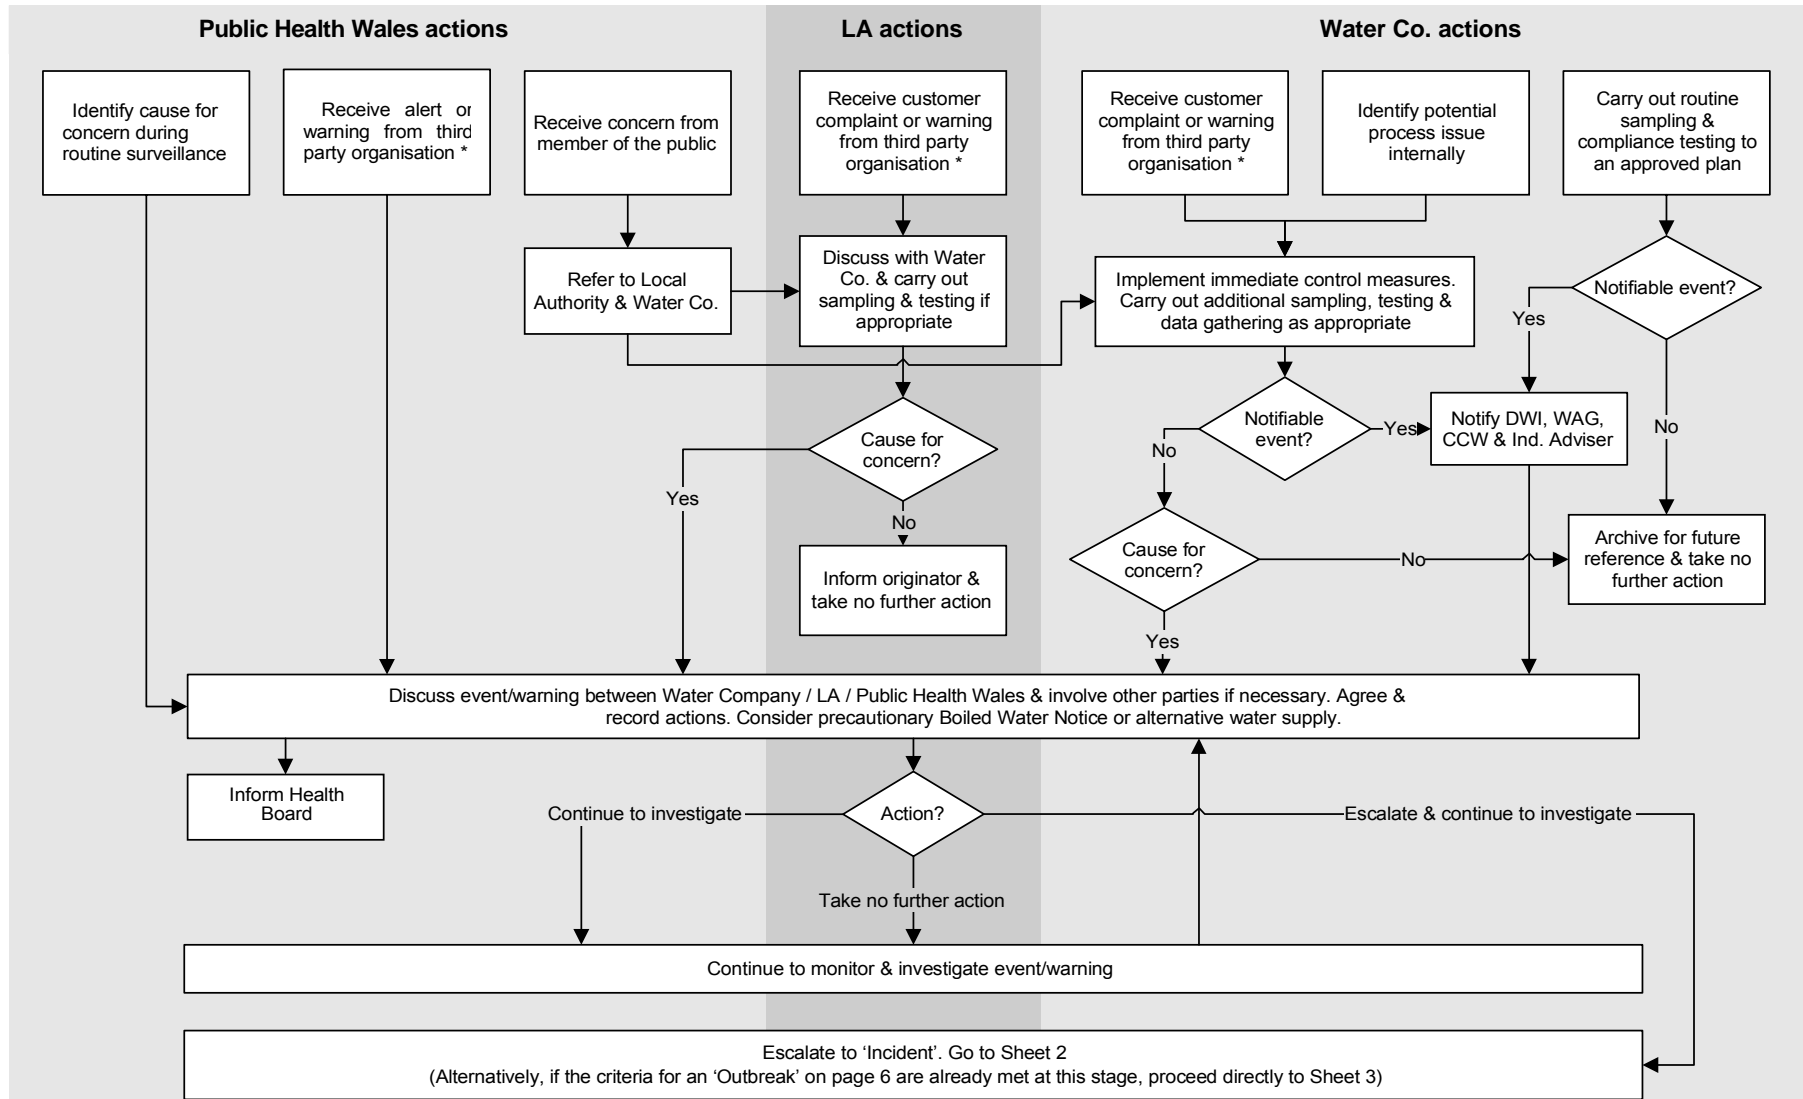 Public Health Wales actions
LA actions
Water Co. actions
Identify cause for
concern during
routine surveillance
Receive alert or
warning from third
party organisation *
Receive concern from
member of the public
Receive customer
complaint or warning
from third party
organisation *
Receive customer
complaint or warning
from third party
organisation *
Identify potential
process issue
internally
Carry out routine
sampling &
compliance testing to
an approved plan
Refer to Local
Authority & Water Co.
Discuss with Water
Co. & carry out
sampling & testing if
appropriate
Implement immediate control measures.
Carry out additional sampling, testing &
data gathering as appropriate
Notifiable event?
Yes
No
Cause for
concern?
Yes
No
Notifiable
event?
Yes
No
Notify DWI, WAG,
CCW & Ind. Adviser
Inform originator &
take no further action
Cause for
concern?
No
Yes
Archive for future
reference & take no
further action
Discuss event/warning between Water Company / LA / Public Health Wales & involve other parties if necessary. Agree &
record actions. Consider precautionary Boiled Water Notice or alternative water supply.
Inform Health
Board
Continue to investigate
Action?
Escalate & continue to investigate
Take no further action
Continue to monitor & investigate event/warning
Escalate to ‘Incident’. Go to Sheet 2
(Alternatively, if the criteria for an ‘Outbreak’ on page 6 are already met at this stage, proceed directly to Sheet 3)